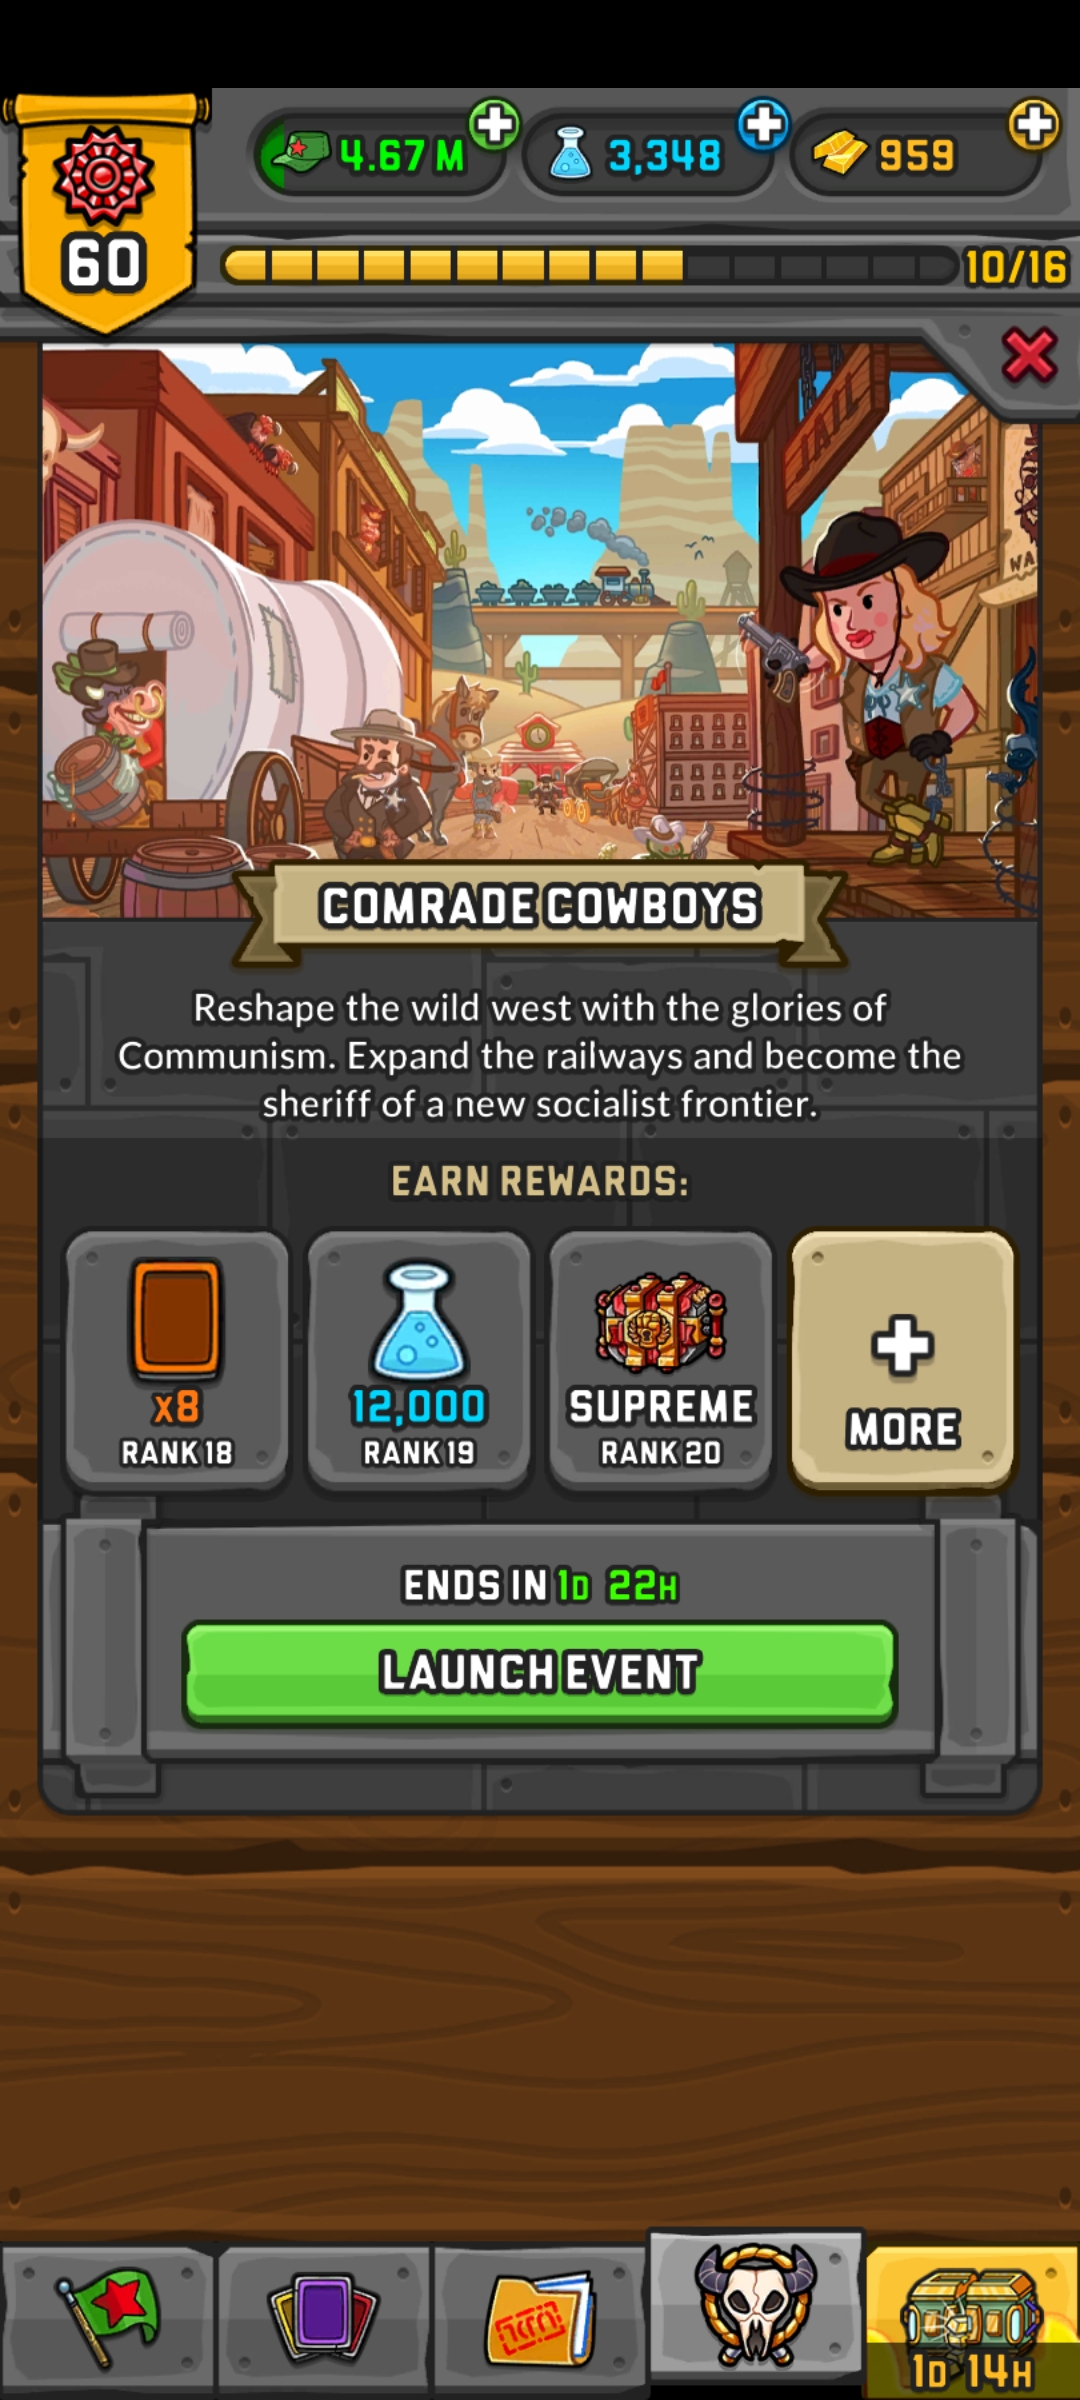 4.67 M
3,348
959
60
10/16
JAIL
WA
COMRADE COWBOYS
Reshape the wild west with the glories of
Communism. Expand the railways and become the
sheriff of a new socialist frontier.
EARN REWARDS:
x8
RANK 18
12,000
RANK 19
SUPREME
RANK 20
MORE
ENDS IN 1D 22H
LAUNCH EVENT
1D 14H